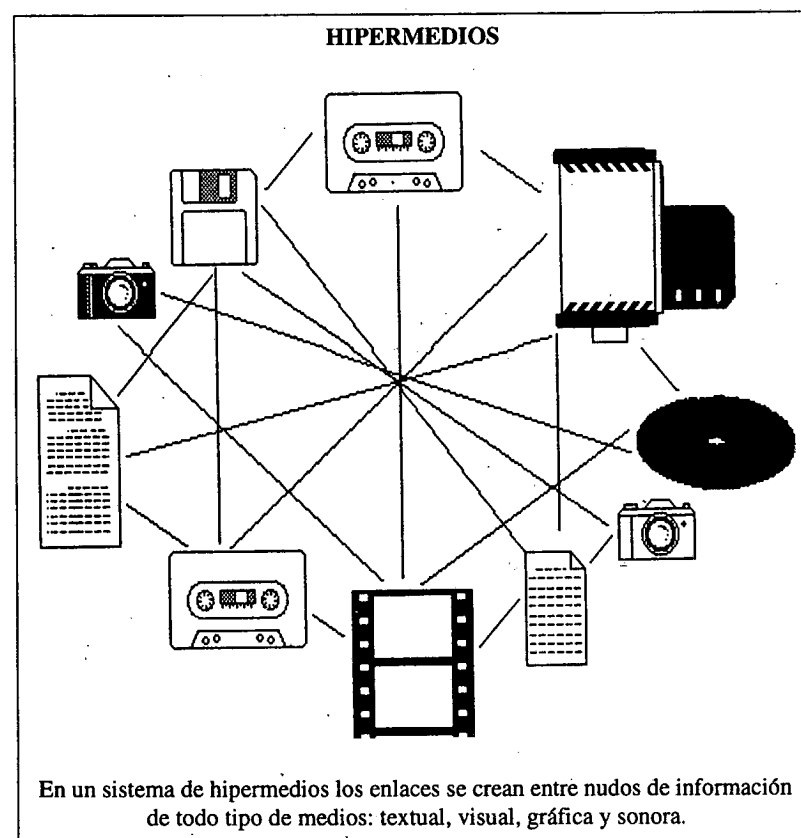 HIPERMEDIOS
En un sistema de hipermedios los enlaces se crean entre nudos de información
de todo tipo de medios: textual, visual, gráfica y sonora.